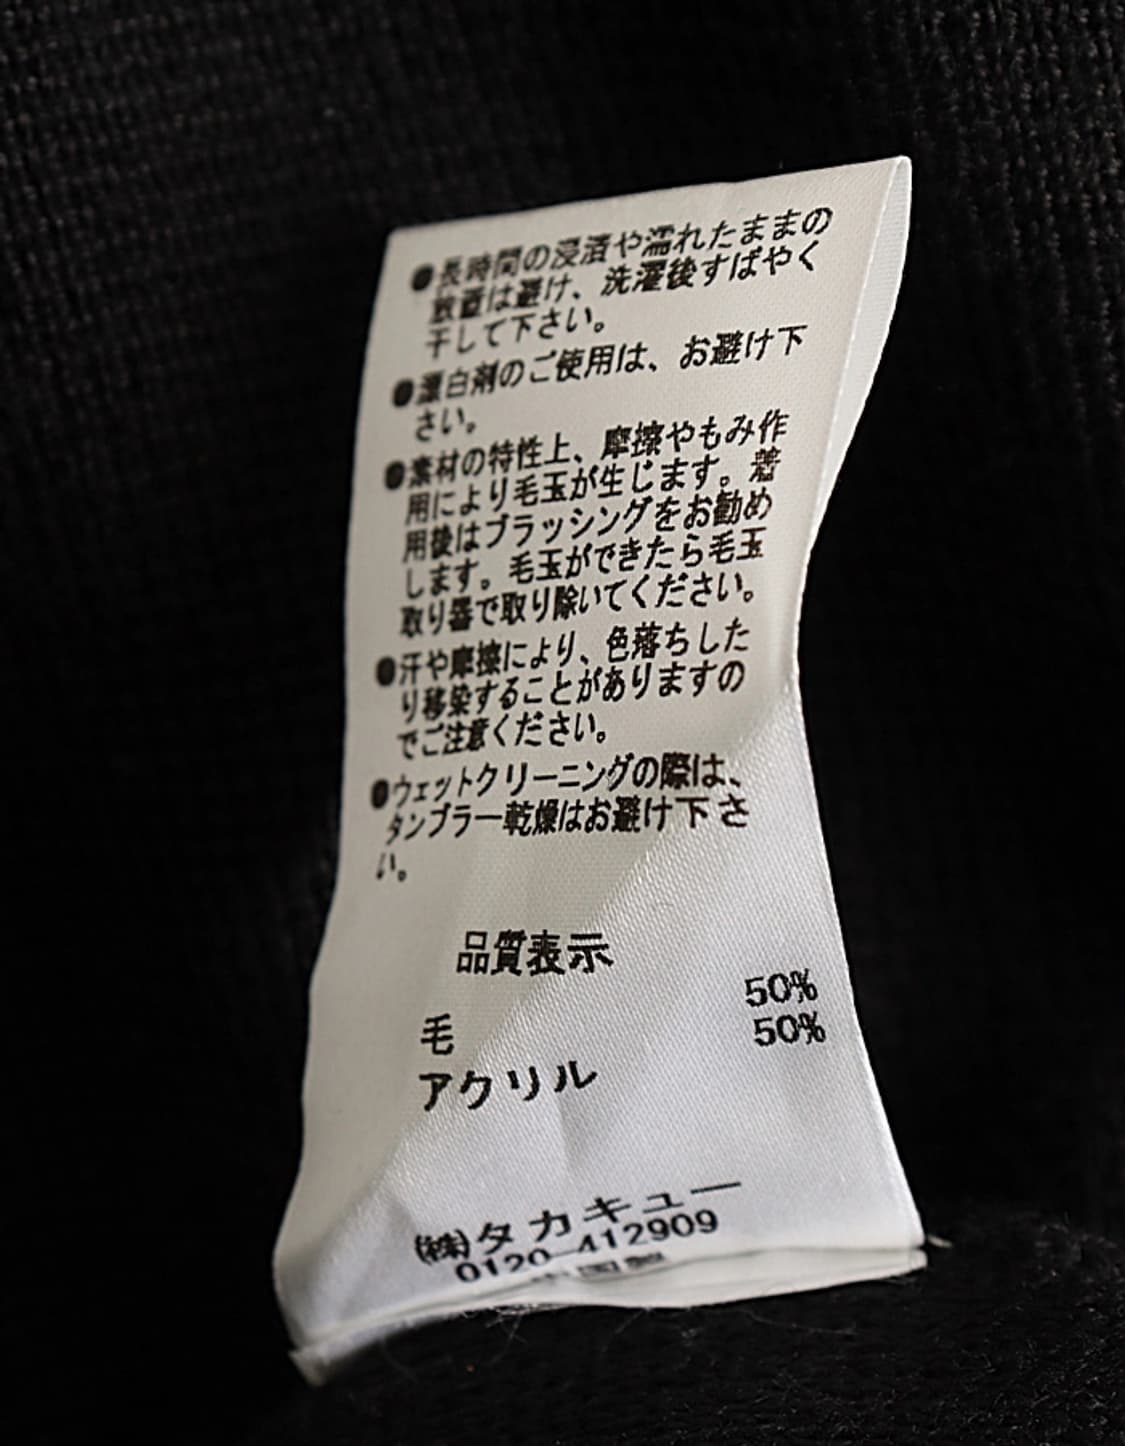 ●長時間の浸漬や濡れたままの
放置は避け、洗濯後すばやく
干して下さい。
●漂白剤のご使用は、お避け下
さい。
●素材の特性上、摩擦やもみ作
用により毛玉が生じます。着
用後はブラッシングをお勧め
します。毛玉ができたら毛玉
取り器で取り除いてください。
●汗や摩擦により、色落ちした
り移染することがありますの
でご注意ください。
●ウェットクリーニングの際は、
タンブラー乾燥はお避け下さ
い。
品質表示
毛 50%
アクリル 50%
(株)タカキュー
0120-412909
中国製